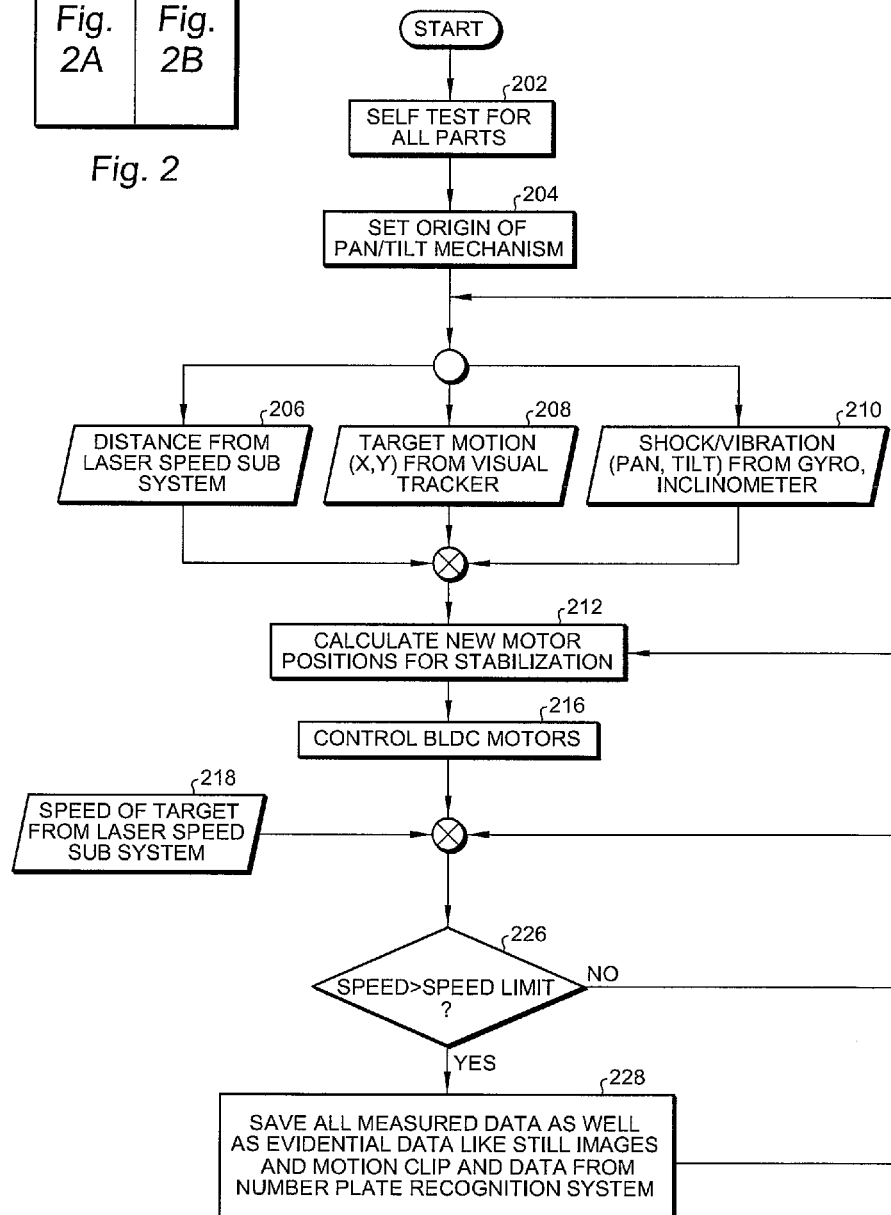 Fig.
2A
Fig.
2B
Fig. 2
START
202
SELF TEST FOR
ALL PARTS
204
SET ORIGIN OF
PAN/TILT MECHANISM
206
DISTANCE FROM
LASER SPEED SUB
SYSTEM
208
TARGET MOTION
(X,Y) FROM VISUAL
TRACKER
210
SHOCK/VIBRATION
(PAN, TILT) FROM GYRO,
INCLINOMETER
212
CALCULATE NEW MOTOR
POSITIONS FOR STABILIZATION
216
CONTROL BLDC MOTORS
218
SPEED OF TARGET
FROM LASER SPEED
SUB SYSTEM
226
SPEED>SPEED LIMIT
?
NO
YES
228
SAVE ALL MEASURED DATA AS WELL
AS EVIDENTIAL DATA LIKE STILL IMAGES
AND MOTION CLIP AND DATA FROM
NUMBER PLATE RECOGNITION SYSTEM